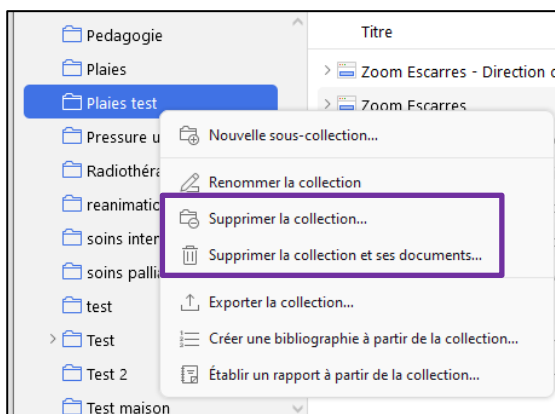 Pedagogie
Titre
Plaies
Zoom Escarres - Direction
Plaies test
Zoom Escarres
Pressure u
Nouvelle sous-collection...
Radiothéra
Renommer la collection
reanimatio
Supprimer la collection...
soins inter
Supprimer la collection et ses documents...
soins pallia
test
Exporter la collection...
Test
Créer une bibliographie à partir de la collection...
Test 2
Établir un rapport à partir de la collection...
Test maison